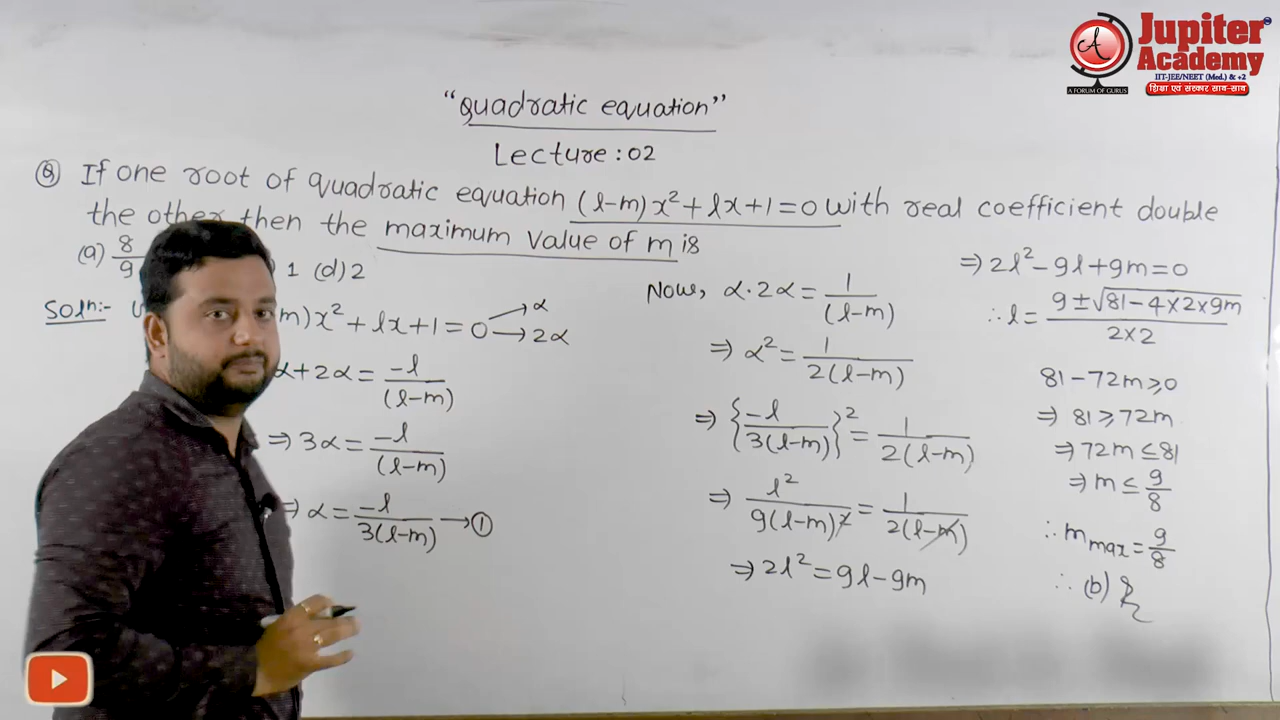 Jupiter
Academy
IIT-JEE/NEET (Med.) & +2
A FORUM OF GURUS
शिक्षा एवं संस्कार साथ-साथ
"Quadratic equation"
Lecture : 02
Q If one root of quadratic equation (l-m)x²+lx+1=0 with real coefficient double
the other then the maximum value of m is
(a) 8/9 1 (d) 2
Soln:-
m)x²+lx+1=0 → α → 2α
α+2α = -l/(l-m)
⇒ 3α = -l/(l-m)
⇒ α = -l/3(l-m) → ①
Now, α·2α = 1/(l-m)
⇒ α² = 1/2(l-m)
⇒ {-l/3(l-m)}² = 1/2(l-m)
⇒ l²/9(l-m)² = 1/2(l-m)
⇒ 2l² = 9l-9m
⇒ 2l²-9l+9m=0
∴ l = 9±√81-4×2×9m/2×2
81-72m≥0
⇒ 81≥72m
⇒ 72m≤81
⇒ m≤9/8
∴ m max = 9/8
∴ (b)